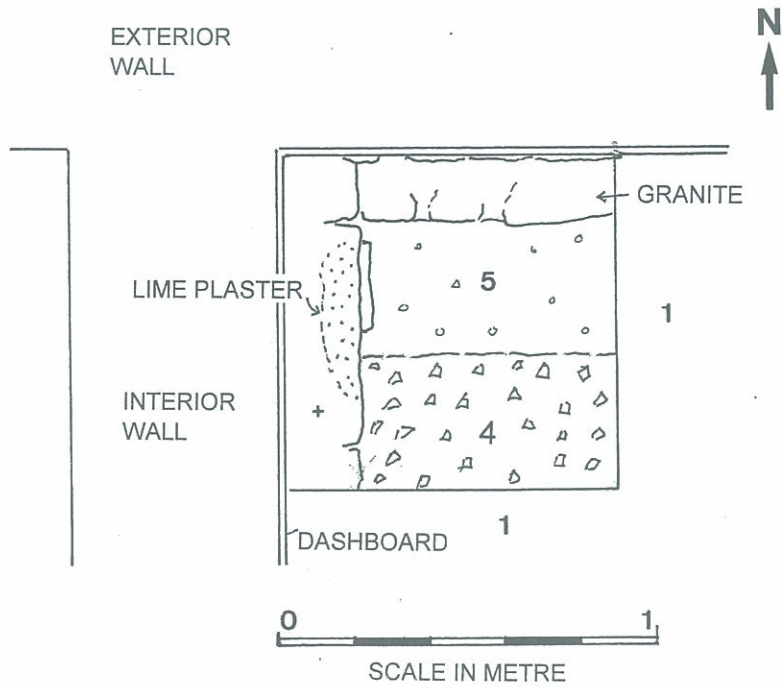 EXTERIOR
WALL
N
GRANITE
5
LIME PLASTER
1
INTERIOR
WALL
+
4
1
DASHBOARD
0 1
SCALE IN METRE